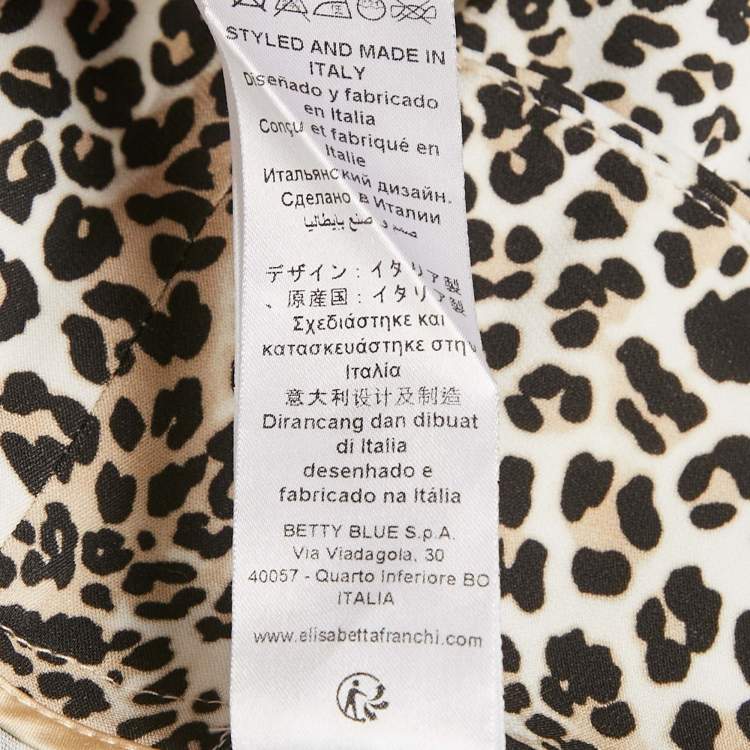 STYLED AND MADE IN
ITALY
Diseñado y fabricado
en Italia
Conçu et fabriqué en
Italie
Итальянский дизайн.
Сделано в Италии
صمم و صنع بايطاليا
デザイン : イタリア製
、原産国 : イタリア製
Σχεδιάστηκε και
κατασκευάστηκε στην
Ιταλία
意大利设计及制造
Dirancang dan dibuat
di Italia
desenhado e
fabricado na Itália
BETTY BLUE S.p.A.
Via Viadagola, 30
40057 - Quarto Inferiore BO
ITALIA
www.elisabettafranchi.com